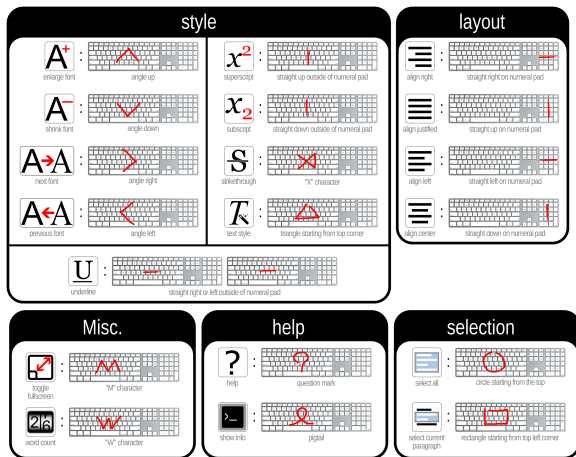 style
A+ :
enlarge font
angle up
A− :
shrink font
angle down
A→A :
next font
angle right
A←A :
previous font
angle left
x2 :
superscript
straight up outside of numeral pad
x2 :
subscript
straight down outside of numeral pad
S :
strikethrough
"X" character
T :
text style
triangle starting from top corner
U :
underline
straight right or left outside of numeral pad
layout
:
align right
straight right on numeral pad
:
align justified
straight up on numeral pad
:
align left
straight left on numeral pad
:
align center
straight down on numeral pad
Misc.
:
toggle
fullscreen
"M" character
26 :
word count
"W" character
help
? :
help
question mark
>_ :
show info
pigtail
selection
:
select all
circle starting from the top
:
select current
paragraph
rectangle starting from top left corner